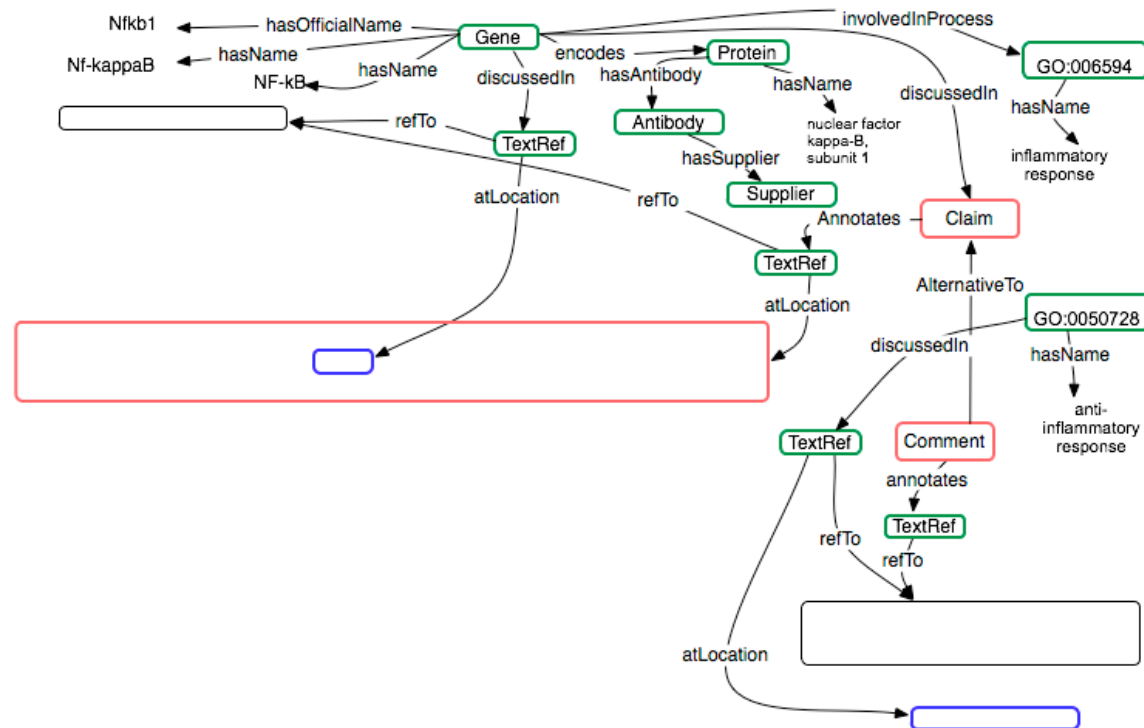 Nfkb1
hasOfficialName
Gene
involvedInProcess
Nf-kappaB
hasName
hasName
NF-kB
encodes
Protein
GO:006594
discussedIn
hasAntibody
hasName
discussedIn
hasName
refTo
Antibody
nuclear factor
kappa-B,
subunit 1
TextRef
hasSupplier
inflammatory
response
atLocation
refTo
Supplier
Annotates
Claim
TextRef
AlternativeTo
atLocation
GO:0050728
discussedIn
hasName
anti-
inflammatory
response
TextRef
Comment
annotates
TextRef
refTo
refTo
atLocation